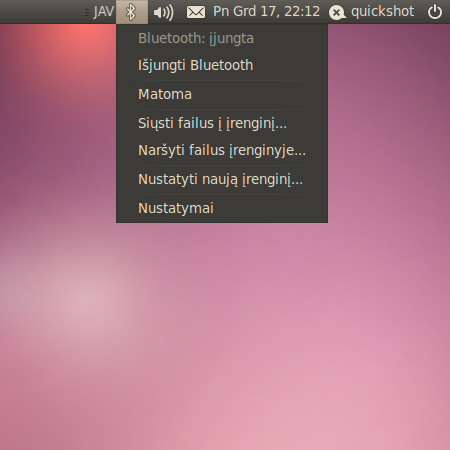 JAV Pn Grd 17, 22:12 quickshot
Bluetooth: įjungta
Išjungti Bluetooth
Matoma
Siųsti failus į įrenginį...
Naršyti failus įrenginyje...
Nustatyti naują įrenginį...
Nustatymai